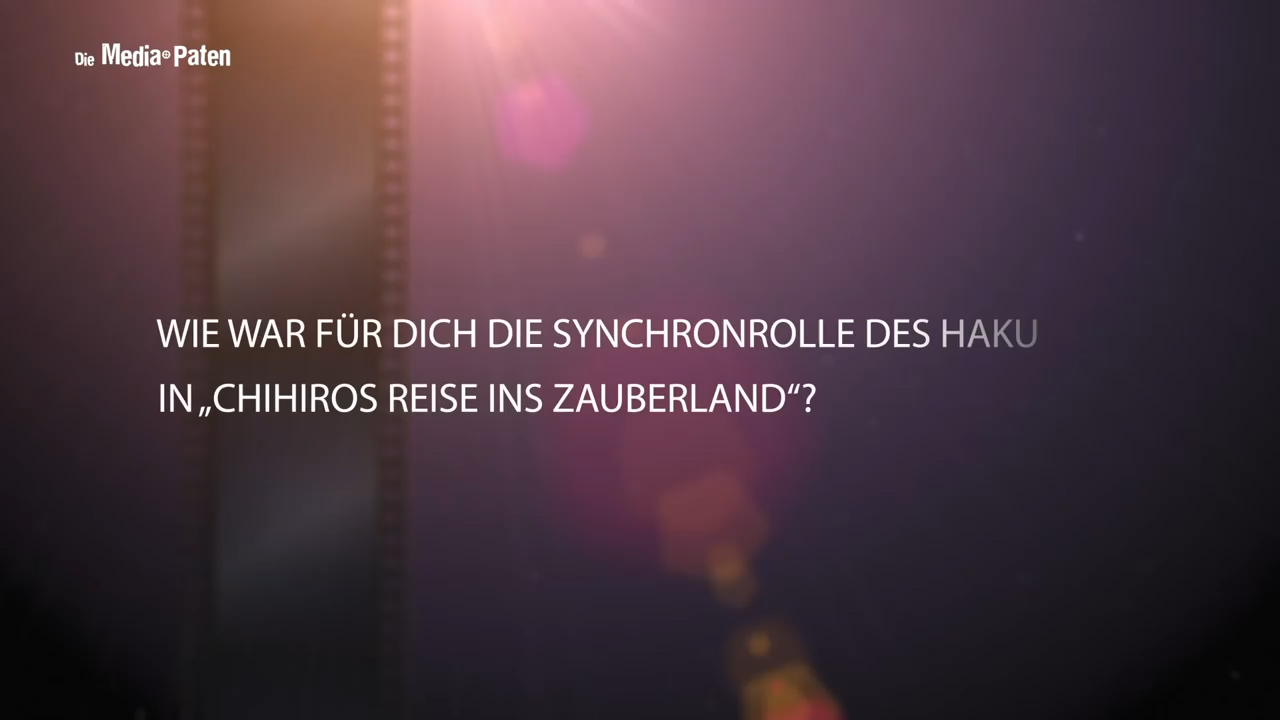 Die Media+Paten
WIE WAR FÜR DICH DIE SYNCHRONROLLE DES HAKU
IN „CHIHIROS REISE INS ZAUBERLAND“?